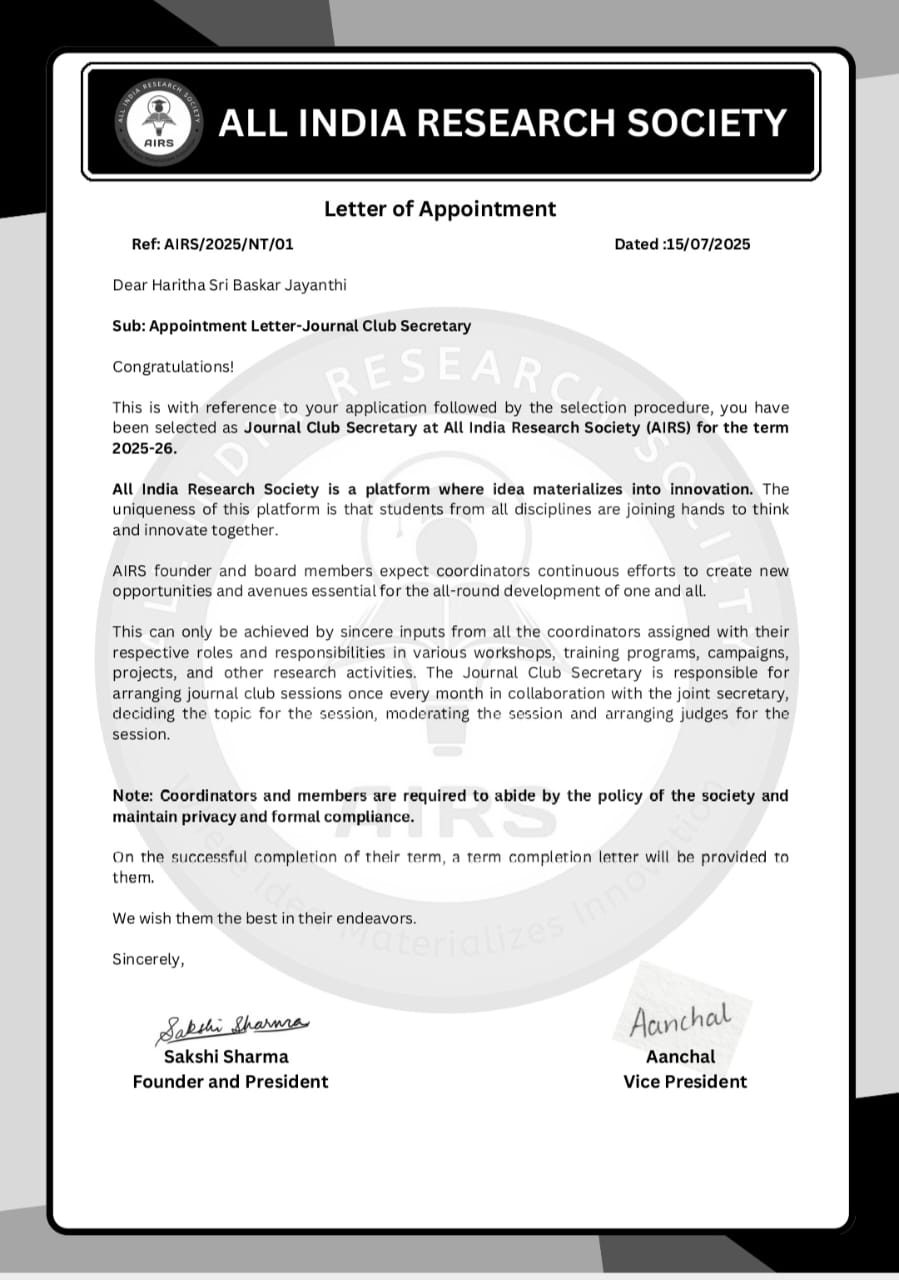 ALL INDIA RESEARCH SOCIETY
AIRS
ALL INDIA RESEARCH SOCIETY
Letter of Appointment
Ref: AIRS/2025/NT/01 Dated :15/07/2025
Dear Haritha Sri Baskar Jayanthi
Sub: Appointment Letter-Journal Club Secretary
Congratulations!
This is with reference to your application followed by the selection procedure, you have
been selected as Journal Club Secretary at All India Research Society (AIRS) for the term
2025-26.
All India Research Society is a platform where idea materializes into innovation. The
uniqueness of this platform is that students from all disciplines are joining hands to think
and innovate together.
AIRS founder and board members expect coordinators continuous efforts to create new
opportunities and avenues essential for the all-round development of one and all.
This can only be achieved by sincere inputs from all the coordinators assigned with their
respective roles and responsibilities in various workshops, training programs, campaigns,
projects, and other research activities. The Journal Club Secretary is responsible for
arranging journal club sessions once every month in collaboration with the joint secretary,
deciding the topic for the session, moderating the session and arranging judges for the
session.
Note: Coordinators and members are required to abide by the policy of the society and
maintain privacy and formal compliance.
On the successful completion of their term, a term completion letter will be provided to
them.
We wish them the best in their endeavors.
Sincerely,
Sakshi Sharma Aanchal
Sakshi Sharma Aanchal
Founder and President Vice President
ALL INDIA RESEARCH SOCIETY
AIRS
Where Idea Materializes Innovation